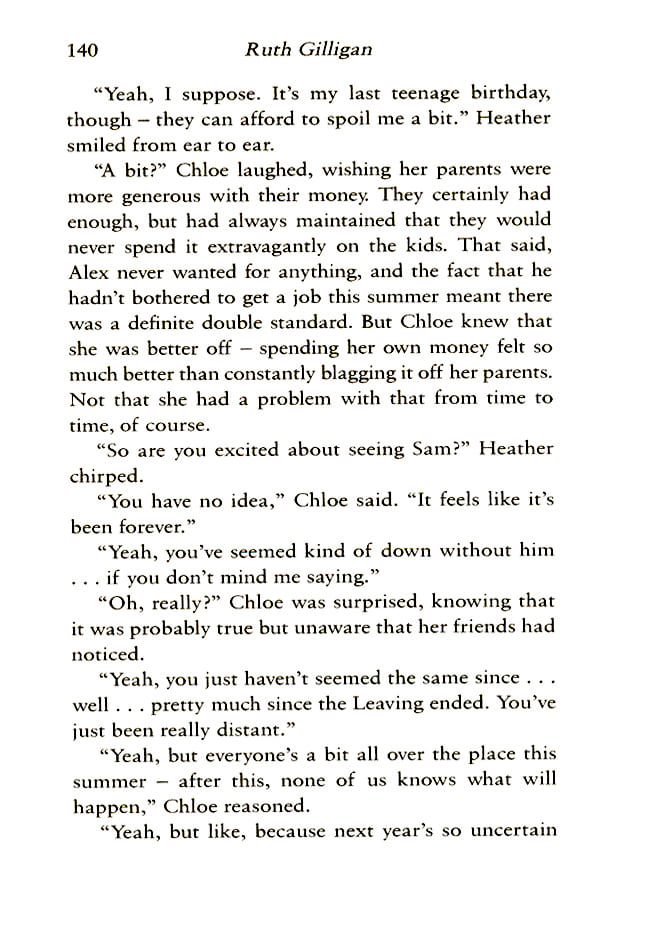 140 Ruth Gilligan
“Yeah, I suppose. It’s my last teenage birthday,
though – they can afford to spoil me a bit.” Heather
smiled from ear to ear.
“A bit?” Chloe laughed, wishing her parents were
more generous with their money. They certainly had
enough, but had always maintained that they would
never spend it extravagantly on the kids. That said,
Alex never wanted for anything, and the fact that he
hadn’t bothered to get a job this summer meant there
was a definite double standard. But Chloe knew that
she was better off – spending her own money felt so
much better than constantly blagging it off her parents.
Not that she had a problem with that from time to
time, of course.
“So are you excited about seeing Sam?” Heather
chirped.
“You have no idea,” Chloe said. “It feels like it’s
been forever.”
“Yeah, you’ve seemed kind of down without him
. . . if you don’t mind me saying.”
“Oh, really?” Chloe was surprised, knowing that
it was probably true but unaware that her friends had
noticed.
“Yeah, you just haven’t seemed the same since . . .
well . . . pretty much since the Leaving ended. You’ve
just been really distant.”
“Yeah, but everyone’s a bit all over the place this
summer – after this, none of us knows what will
happen,” Chloe reasoned.
“Yeah, but like, because next year’s so uncertain